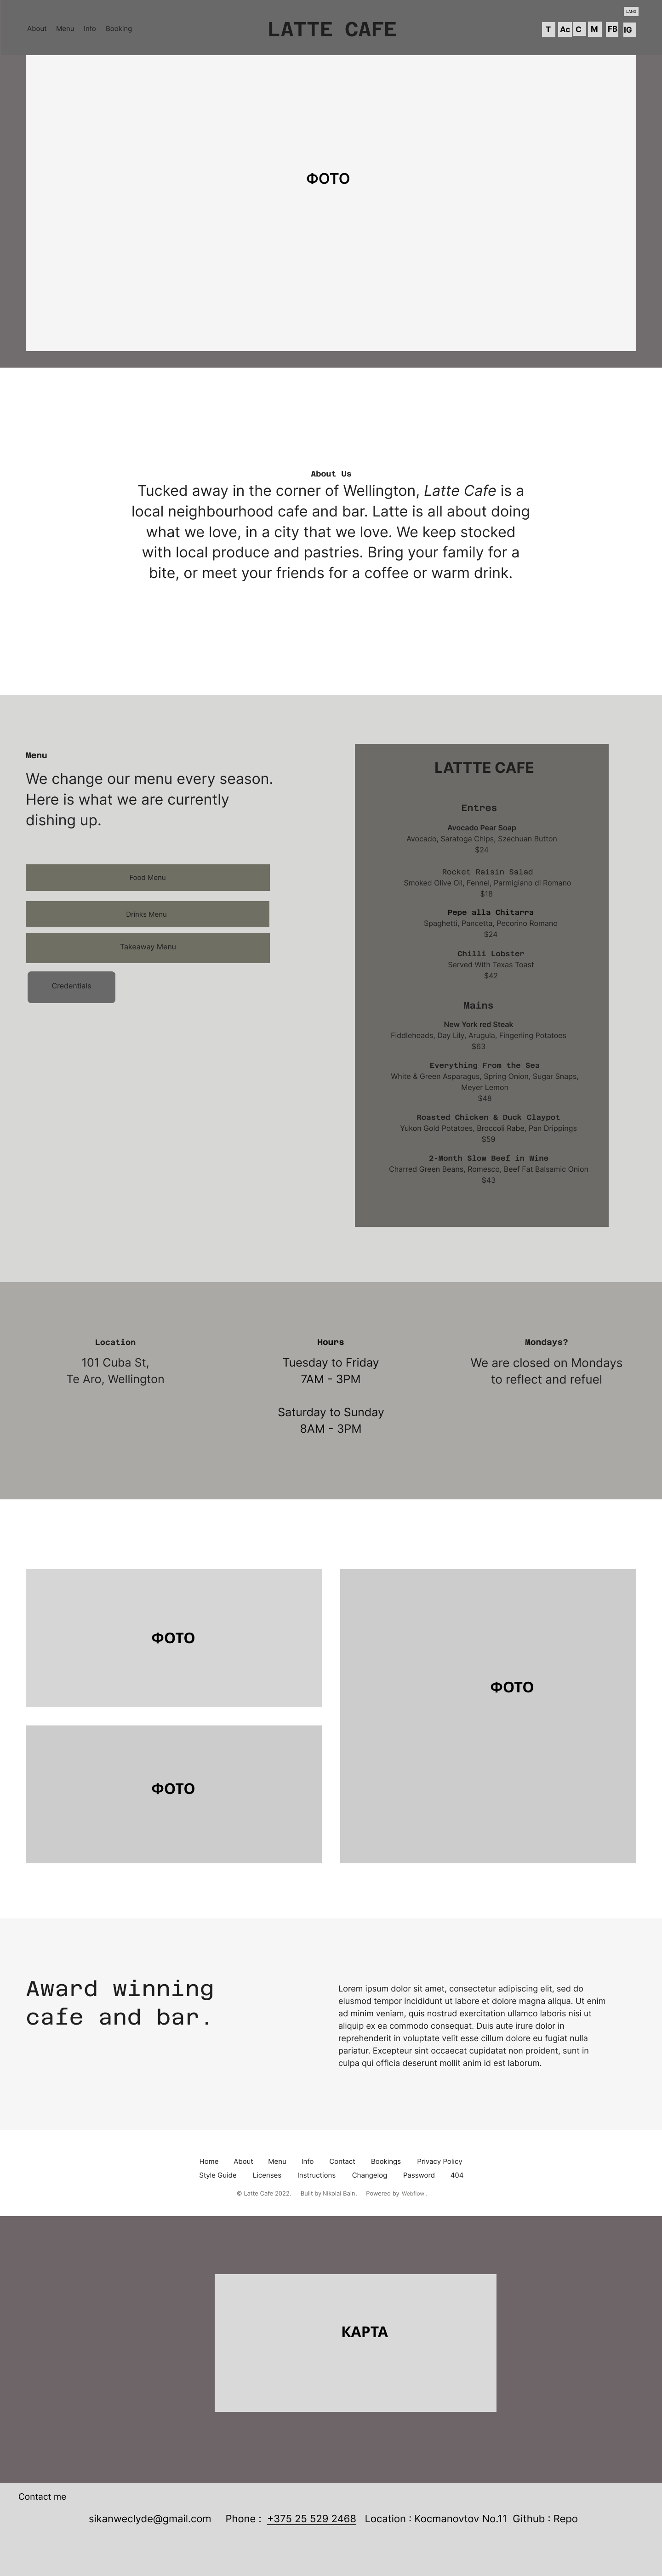 LANG
About Menu Info Booking
LATTE CAFE
T Ac C M FB IG
ФОТО
About Us
Tucked away in the corner of Wellington, Latte Cafe is a
local neighbourhood cafe and bar. Latte is all about doing
what we love, in a city that we love. We keep stocked
with local produce and pastries. Bring your family for a
bite, or meet your friends for a coffee or warm drink.
Menu
We change our menu every season.
Here is what we are currently
dishing up.
Food Menu
Drinks Menu
Takeaway Menu
Credentials
LATTTE CAFE
Entres
Avocado Pear Soap
Avocado, Saratoga Chips, Szechuan Button
$24
Rocket Raisin Salad
Smoked Olive Oil, Fennel, Parmigiano di Romano
$18
Pepe alla Chitarra
Spaghetti, Pancetta, Pecorino Romano
$24
Chilli Lobster
Served With Texas Toast
$42
Mains
New York red Steak
Fiddleheads, Day Lily, Arugula, Fingerling Potatoes
$63
Everything From the Sea
White & Green Asparagus, Spring Onion, Sugar Snaps,
Meyer Lemon
$48
Roasted Chicken & Duck Claypot
Yukon Gold Potatoes, Broccoli Rabe, Pan Drippings
$59
2-Month Slow Beef in Wine
Charred Green Beans, Romesco, Beef Fat Balsamic Onion
$43
Location
101 Cuba St,
Te Aro, Wellington
Hours
Tuesday to Friday
7AM - 3PM
Saturday to Sunday
8AM - 3PM
Mondays?
We are closed on Mondays
to reflect and refuel
ФОТО
ФОТО
ФОТО
Award winning
cafe and bar.
Lorem ipsum dolor sit amet, consectetur adipiscing elit, sed do
eiusmod tempor incididunt ut labore et dolore magna aliqua. Ut enim
ad minim veniam, quis nostrud exercitation ullamco laboris nisi ut
aliquip ex ea commodo consequat. Duis aute irure dolor in
reprehenderit in voluptate velit esse cillum dolore eu fugiat nulla
pariatur. Excepteur sint occaecat cupidatat non proident, sunt in
culpa qui officia deserunt mollit anim id est laborum.
Home About Menu Info Contact Bookings Privacy Policy
Style Guide Licenses Instructions Changelog Password 404
© Latte Cafe 2022. Built by Nikolai Bain. Powered by Webflow.
КАРТА
Contact me
sikanweclyde@gmail.com Phone : +375 25 529 2468 Location : Kocmanovtov No.11 Github : Repo